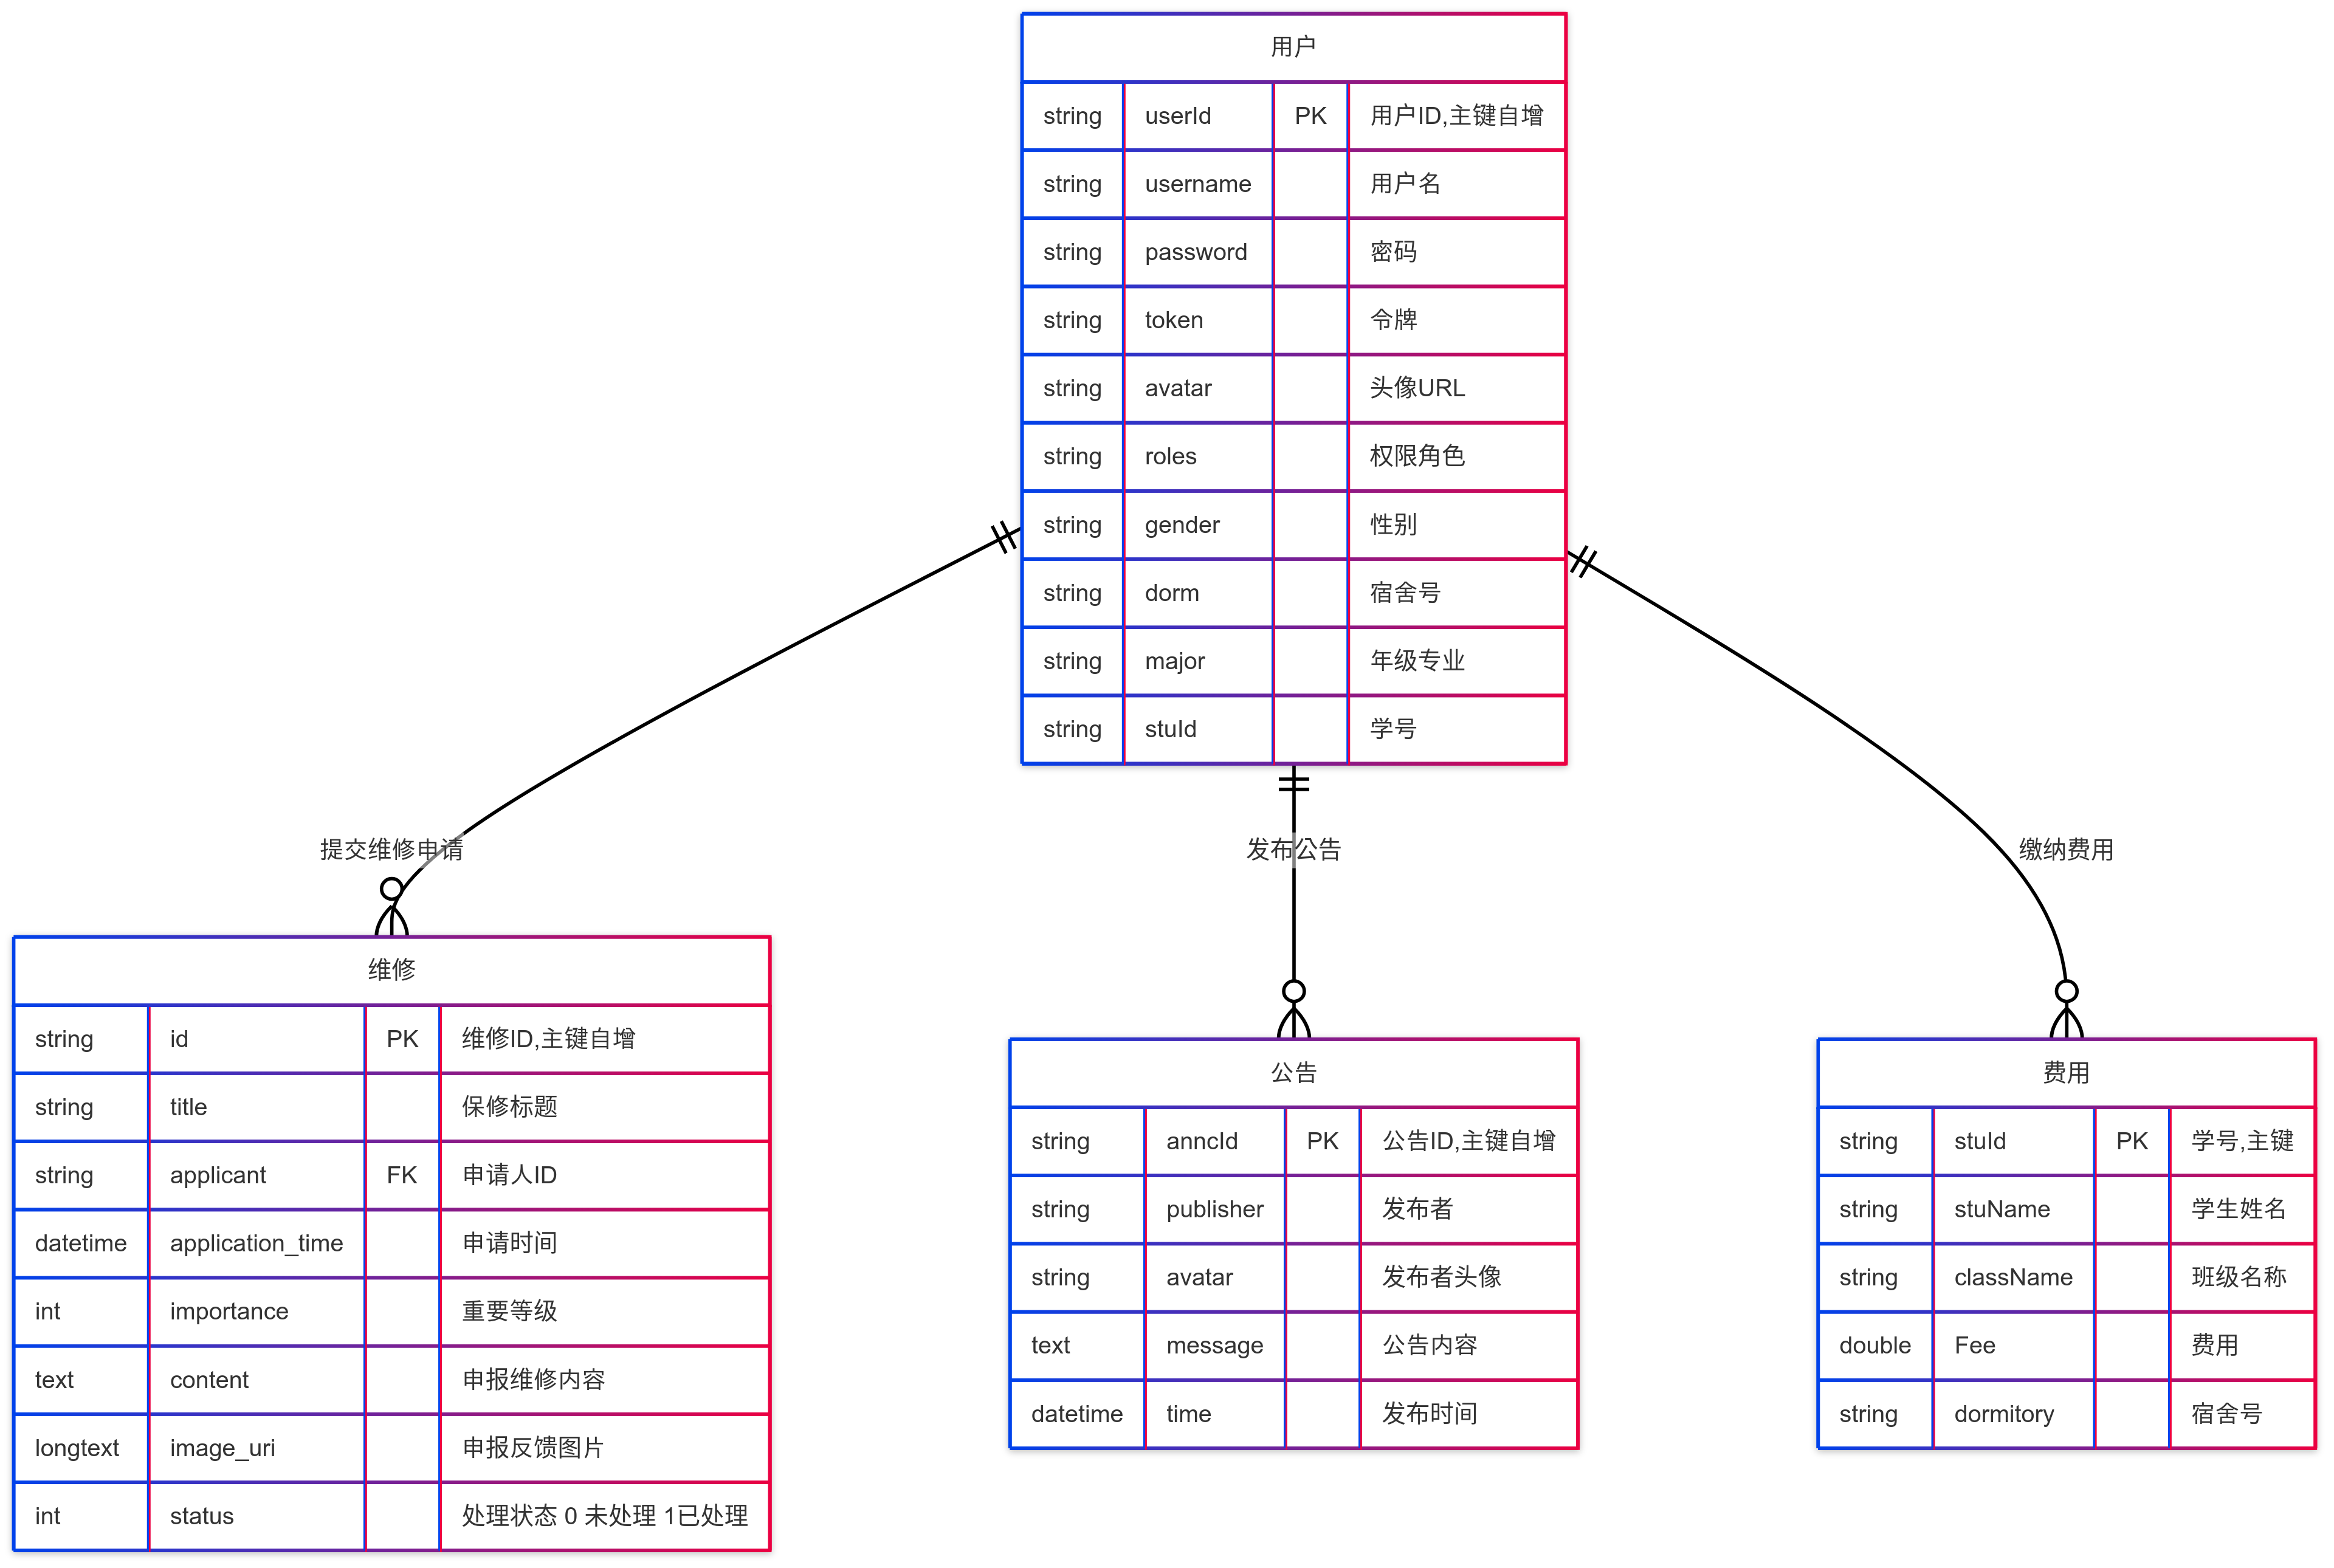 用户
string userId PK 用户ID,主键自增
string username 用户名
string password 密码
string token 令牌
string avatar 头像URL
string roles 权限角色
string gender 性别
string dorm 宿舍号
string major 年级专业
string stuId 学号
提交维修申请
发布公告
缴纳费用
维修
string id PK 维修ID,主键自增
string title 保修标题
string applicant FK 申请人ID
datetime application_time 申请时间
int importance 重要等级
text content 申报维修内容
longtext image_uri 申报反馈图片
int status 处理状态 0 未处理 1已处理
公告
string anncId PK 公告ID,主键自增
string publisher 发布者
string avatar 发布者头像
text message 公告内容
datetime time 发布时间
费用
string stuId PK 学号,主键
string stuName 学生姓名
string className 班级名称
double Fee 费用
string dormitory 宿舍号